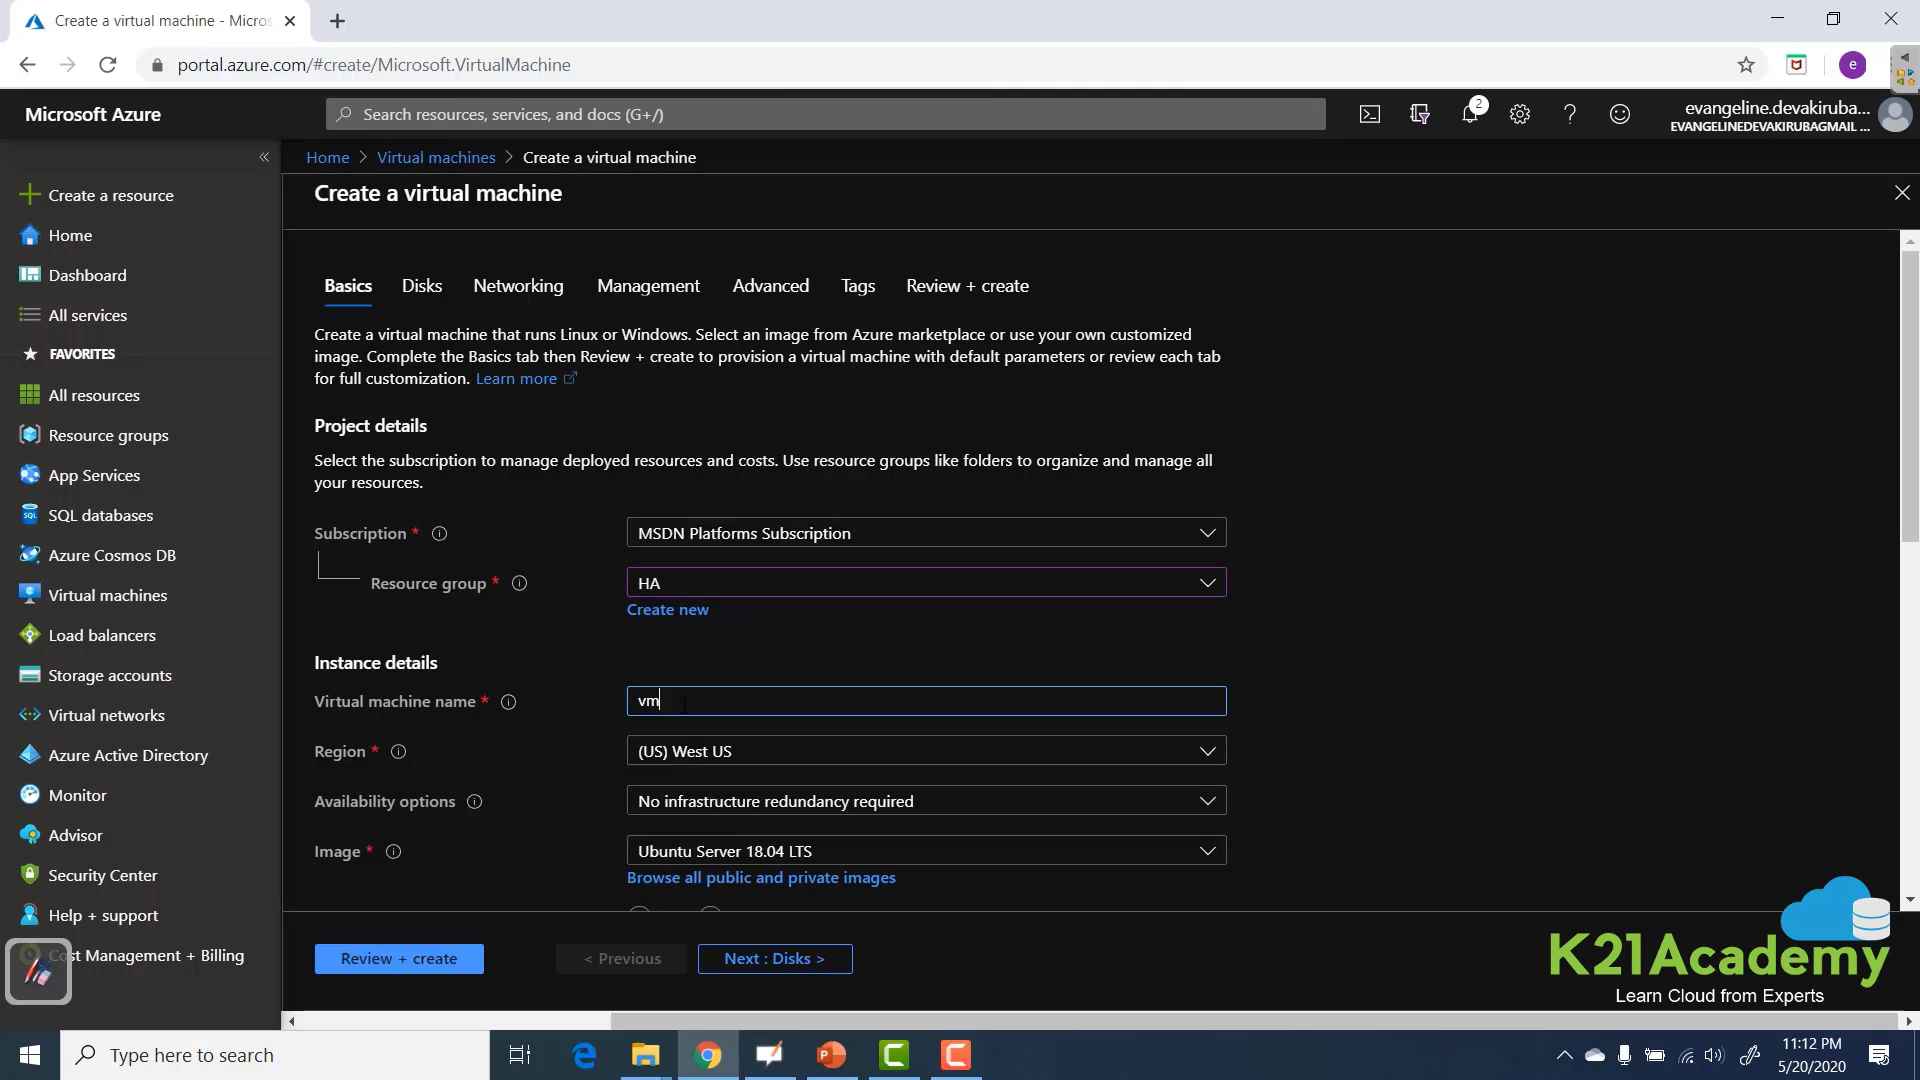 Create a virtual machine - Micros
portal.azure.com/#create/Microsoft.VirtualMachine
e
Microsoft Azure
Search resources, services, and docs (G+/)
2
evangeline.devakiruba...
EVANGELINEDEVAKIRUBAGMAIL ...
Home > Virtual machines > Create a virtual machine
Create a virtual machine
Create a resource
Home
Dashboard
All services
FAVORITES
All resources
Resource groups
App Services
SQL databases
Azure Cosmos DB
Virtual machines
Load balancers
Storage accounts
Virtual networks
Azure Active Directory
Monitor
Advisor
Security Center
Help + support
Cost Management + Billing
Basics Disks Networking Management Advanced Tags Review + create
Create a virtual machine that runs Linux or Windows. Select an image from Azure marketplace or use your own customized
image. Complete the Basics tab then Review + create to provision a virtual machine with default parameters or review each tab
for full customization. Learn more
Project details
Select the subscription to manage deployed resources and costs. Use resource groups like folders to organize and manage all
your resources.
Subscription * MSDN Platforms Subscription
Resource group * HA
Create new
Instance details
Virtual machine name * vm
Region * (US) West US
Availability options No infrastructure redundancy required
Image * Ubuntu Server 18.04 LTS
Browse all public and private images
Review + create < Previous Next : Disks >
K21Academy
Learn Cloud from Experts
Type here to search
11:12 PM
5/20/2020